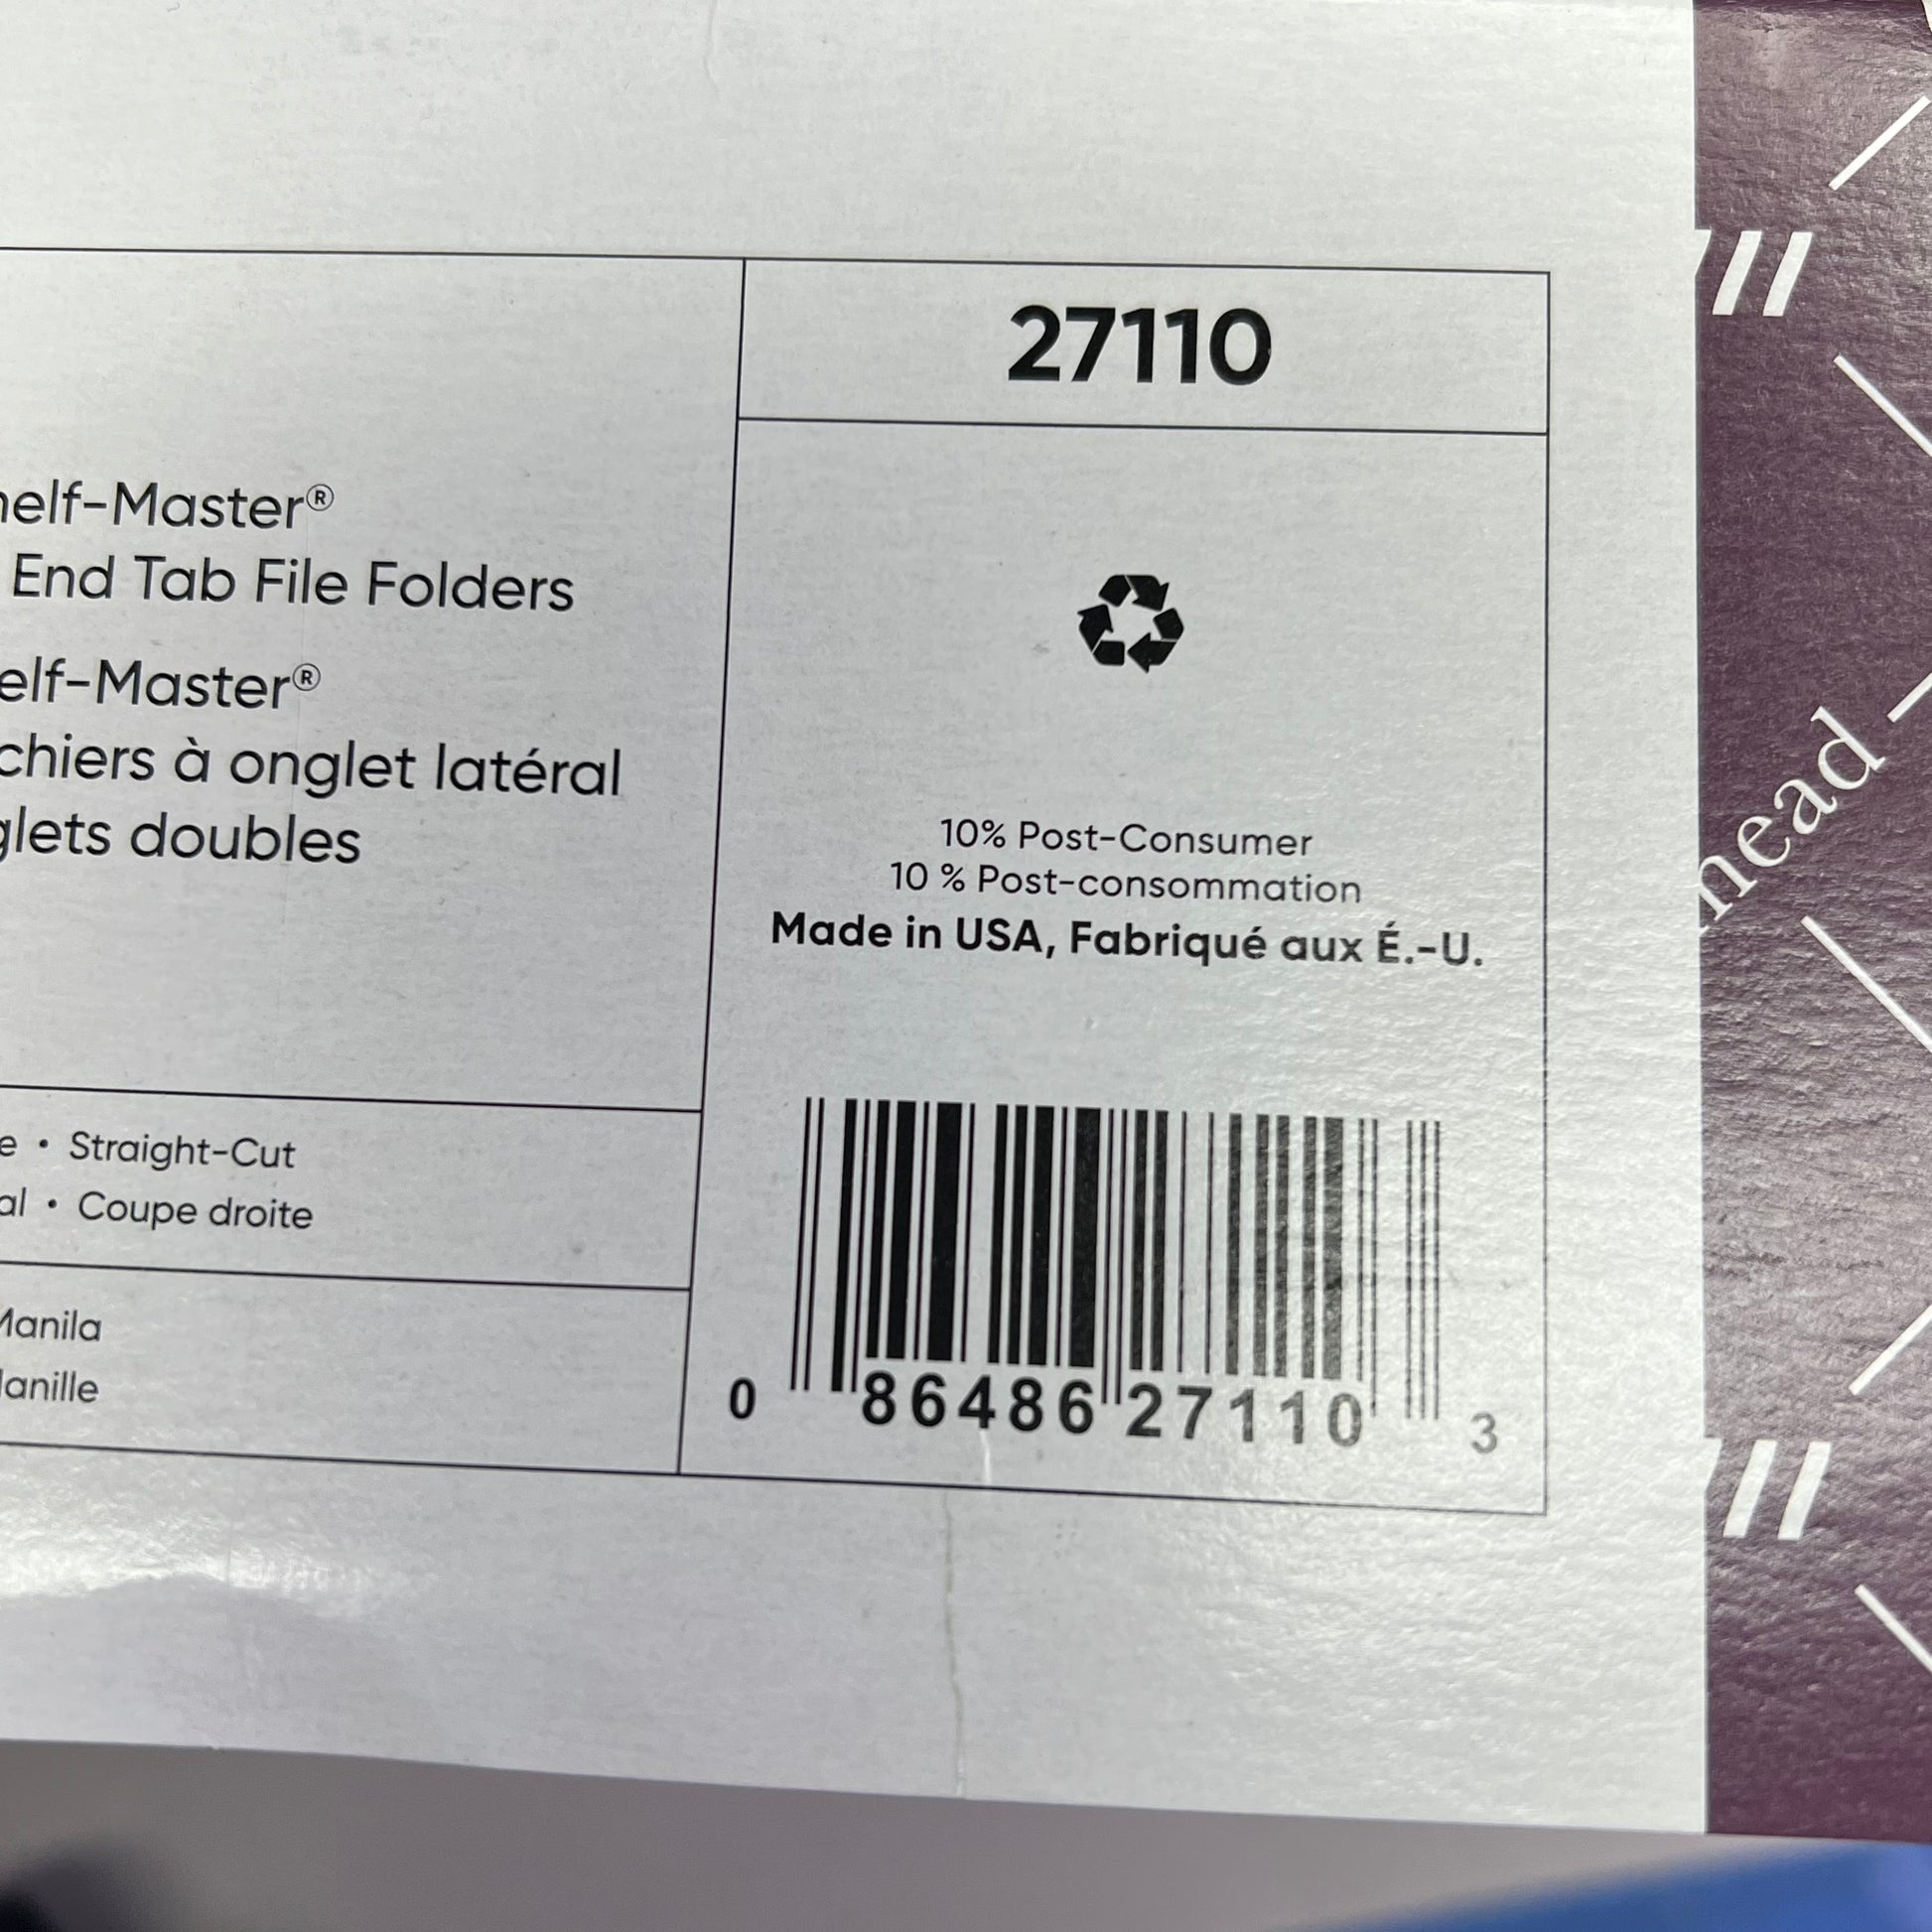 27110
helf-Master®
End Tab File Folders
elf-Master®
chiers à onglet latéral
glets doubles
10% Post-Consumer
10 % Post-consommation
Made in USA, Fabriqué aux É.-U.
e • Straight-Cut
al • Coupe droite
Manila
anille
0 86486 27110 3
mead